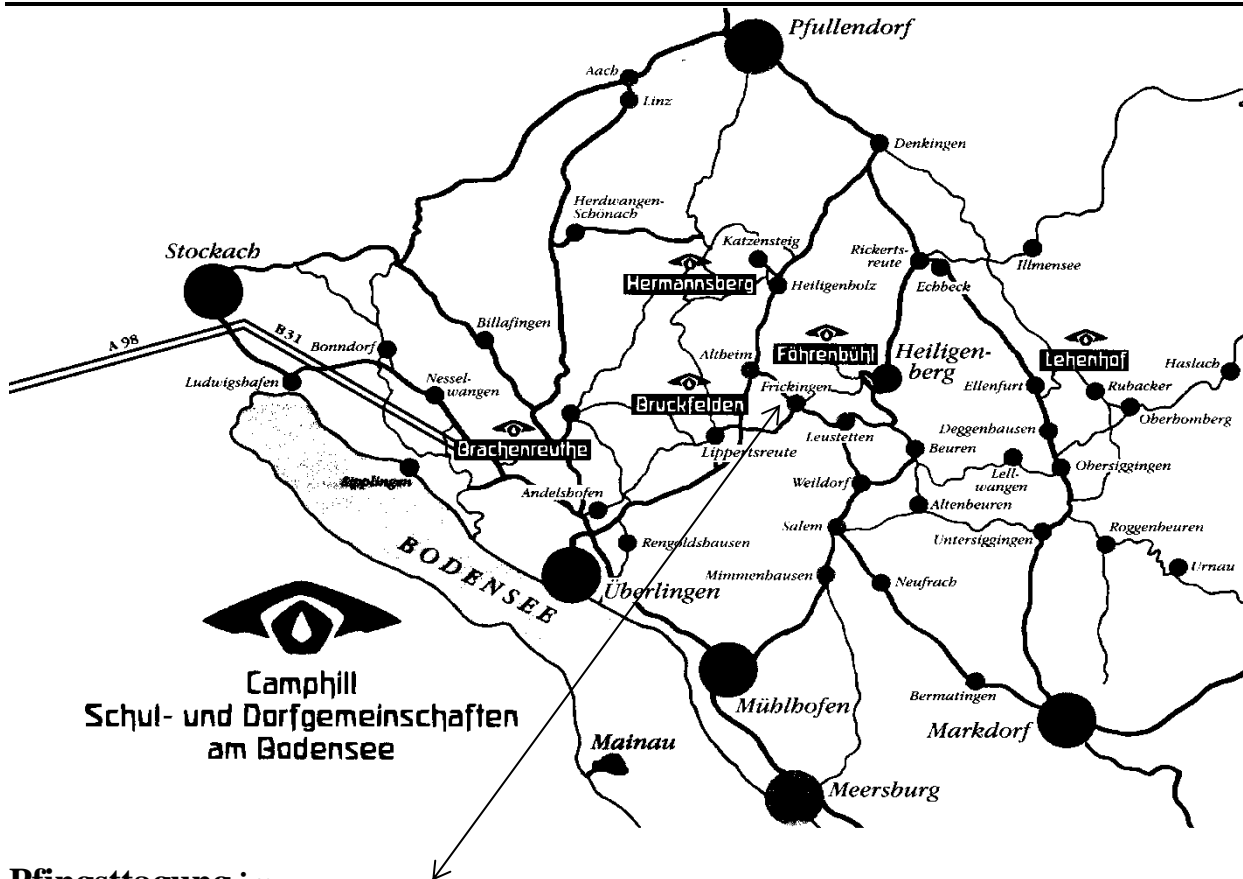 Pfullendorf
Aach
Linz
Denkingen
Herdwangen-
Schönach
Katzensteig
Rickerts-
reute
Illmensee
Stockach
Hermannsberg
Heiligenholz
Echbeck
A 98
B31
Billafingen
Bonndorf
Altheim
Föhrenbühl
Heiligen-
berg
Lehenhof
Haslach
Ludwigshafen
Nessel-
wangen
Frickingen
Ellenfurt
Rubacker
Bruckfelden
Oberhomberg
Leustetten
Deggenhausen
Brachenreuthe
Lippertsreute
Beuren
Lell-
wangen
Obersiggingen
Sipplingen
Weildorf
Andelshofen
Altenbeuren
Salem
Untersiggingen
Roggenbeuren
Rengoldshausen
BODENSEE
Urnau
Überlingen
Mimmenhausen
Neufrach
Camphill
Schul- und Dorfgemeinschaften
am Bodensee
Mühlhofen
Bermatingen
Markdorf
Mainau
Meersburg